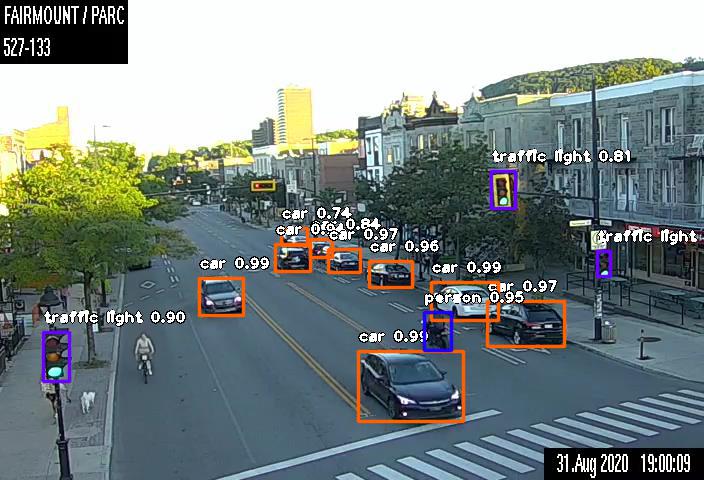 FAIRMOUNT / PARC
527-133
traffic light 0.81
car 0.74
0.84
car 0.97
car 0.96
traffic light
car 0.99
car 0.99
car 0.97
person 0.95
traffic light 0.90
car 0.99
31.Aug 2020 19:00:09